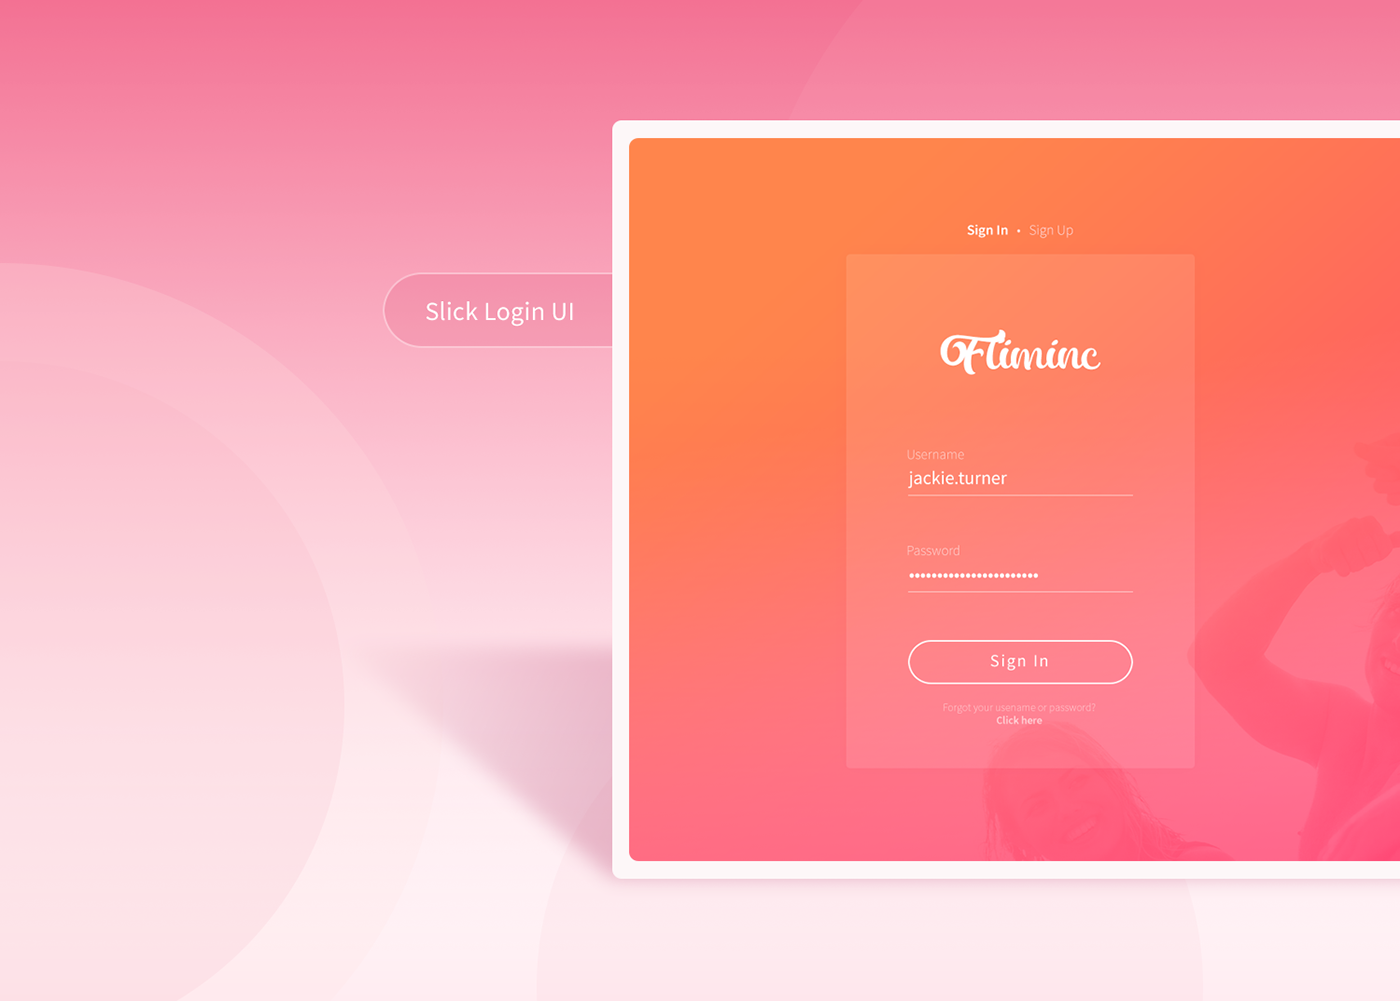 Sign In • Sign Up
Slick Login UI
Fliminc
Username
jackie.turner
Password
•••••••••••••••••••••••
Sign In
Forgot your usename or password?
Click here